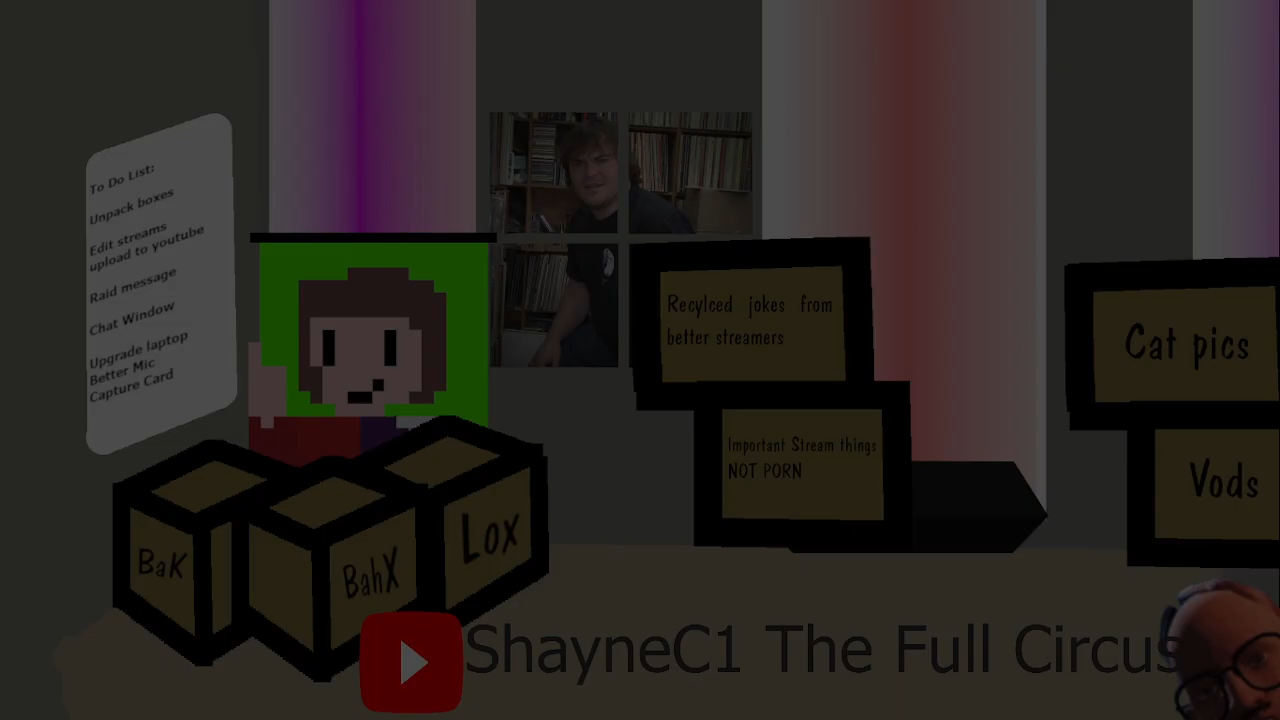 To Do List:
Unpack boxes
Edit streams
upload to youtube
Raid message
Chat Window
Upgrade laptop
Better Mic
Capture Card
Recylced jokes from
better streamers
Cat pics
Important Stream things
NOT PORN
Vods
BaK
BahX
Lox
ShayneC1 The Full Circus